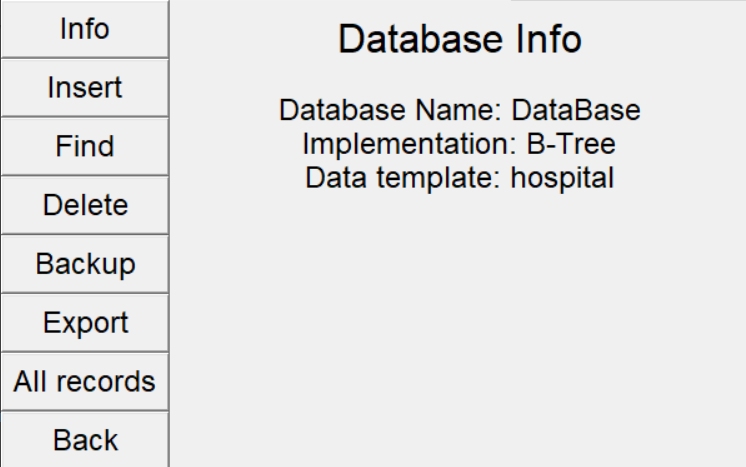 Info
Insert
Find
Delete
Backup
Export
All records
Back
Database Info
Database Name: DataBase
Implementation: B-Tree
Data template: hospital